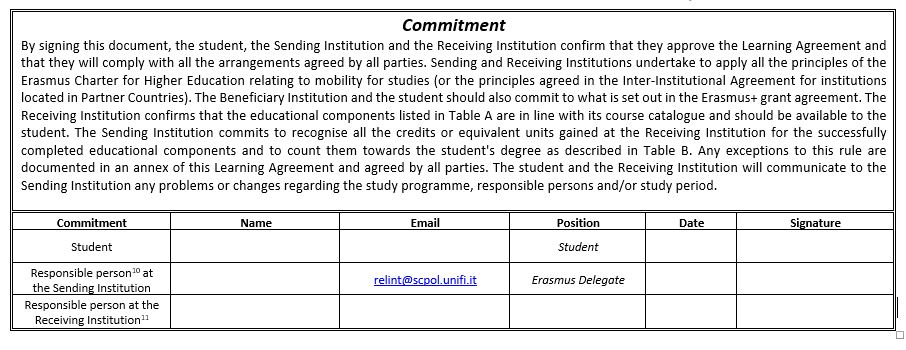 Commitment
By signing this document, the student, the Sending Institution and the Receiving Institution confirm that they approve the Learning Agreement and
that they will comply with all the arrangements agreed by all parties. Sending and Receiving Institutions undertake to apply all the principles of the
Erasmus Charter for Higher Education relating to mobility for studies (or the principles agreed in the Inter-Institutional Agreement for institutions
located in Partner Countries). The Beneficiary Institution and the student should also commit to what is set out in the Erasmus+ grant agreement. The
Receiving Institution confirms that the educational components listed in Table A are in line with its course catalogue and should be available to the
student. The Sending Institution commits to recognise all the credits or equivalent units gained at the Receiving Institution for the successfully
completed educational components and to count them towards the student's degree as described in Table B. Any exceptions to this rule are
documented in an annex of this Learning Agreement and agreed by all parties. The student and the Receiving Institution will communicate to the
Sending Institution any problems or changes regarding the study programme, responsible persons and/or study period.
Commitment Name Email Position Date Signature
Student Student
Responsible person¹⁰ at
the Sending Institution relint@scpol.unifi.it Erasmus Delegate
Responsible person at the
Receiving Institution¹¹